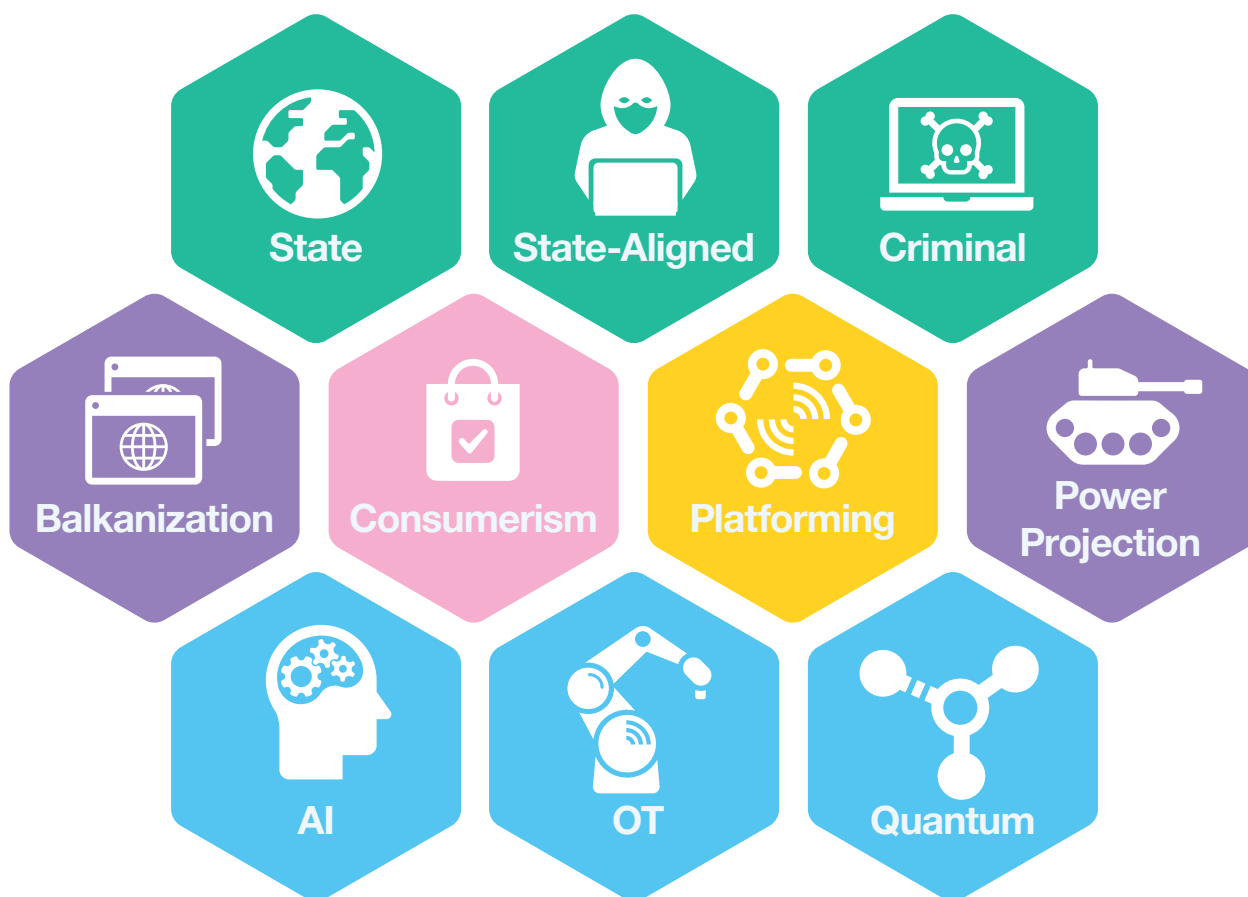 State
State-Aligned
Criminal
Balkanization
Consumerism
Platforming
Power
Projection
AI
OT
Quantum